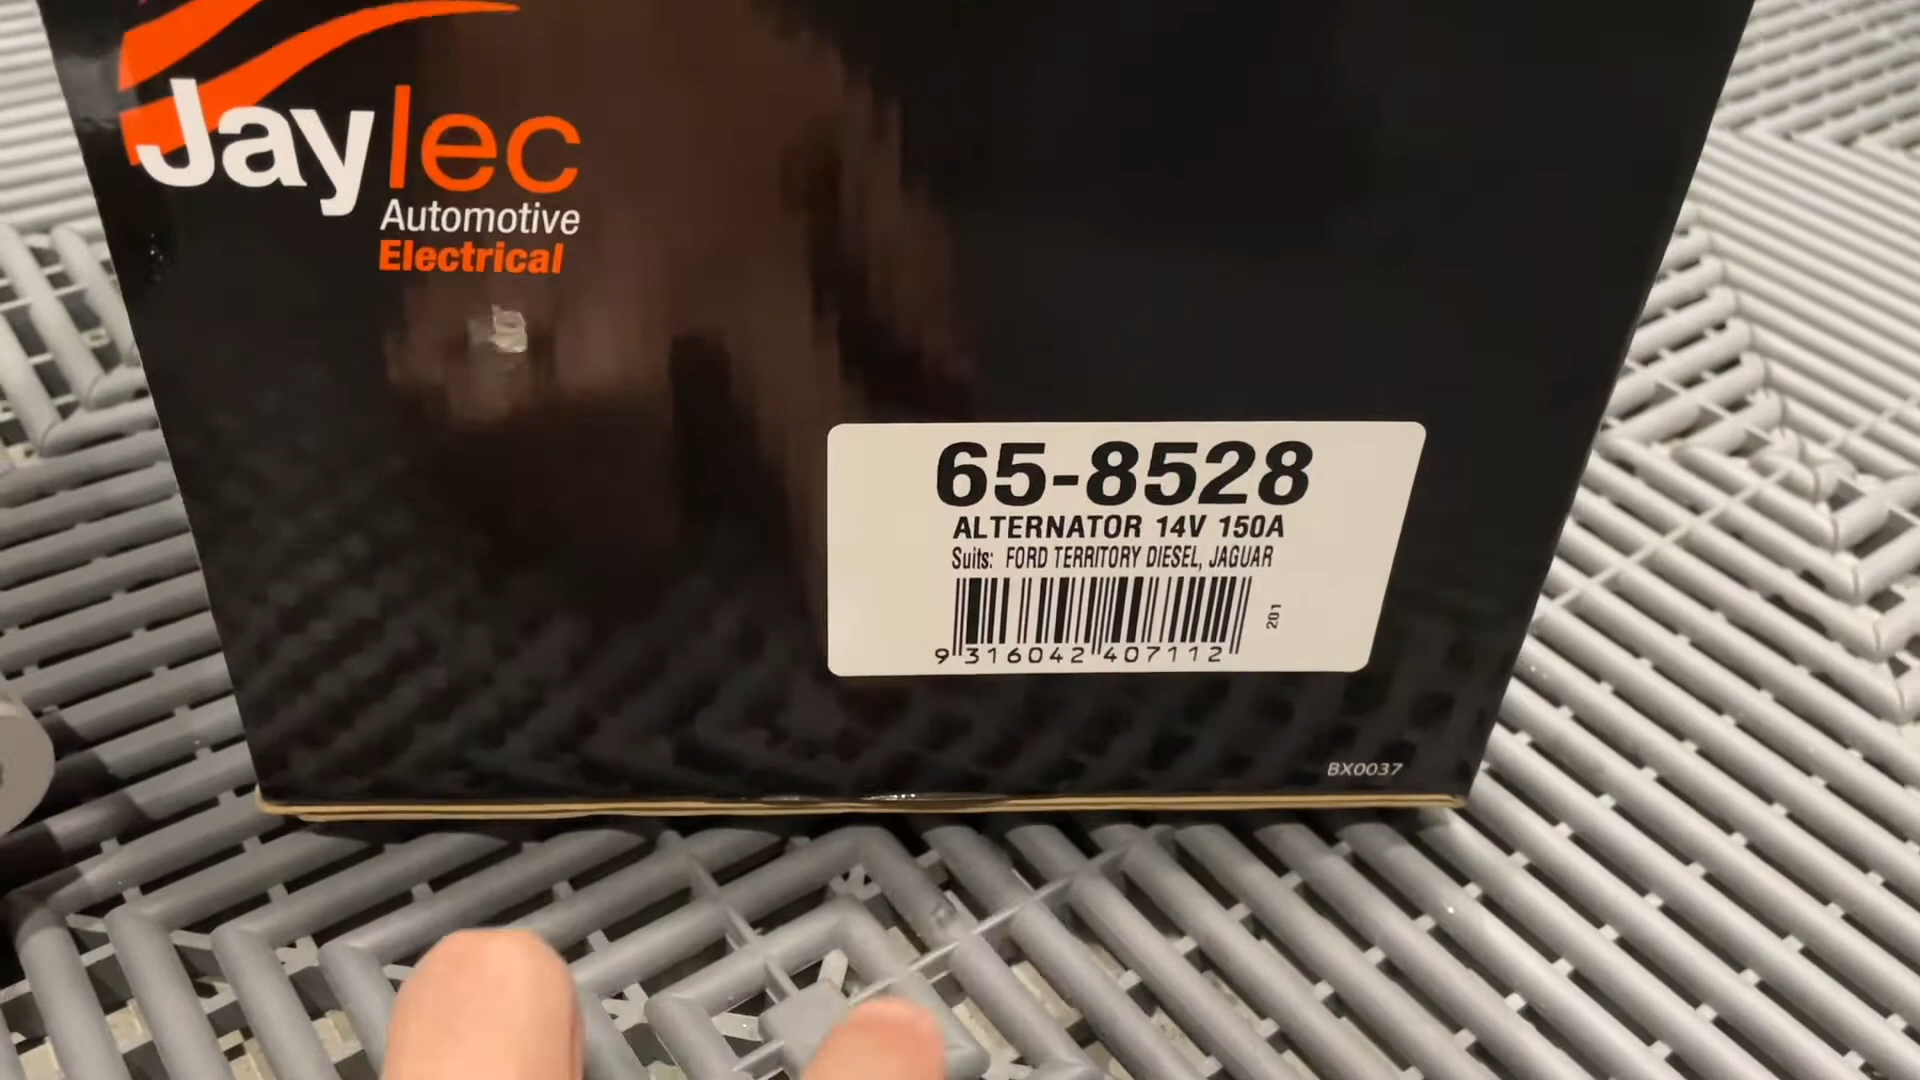 Jaylec
Automotive
Electrical
65-8528
ALTERNATOR 14V 150A
Suits: FORD TERRITORY DIESEL, JAGUAR
201
9 316042 407112
BX0037